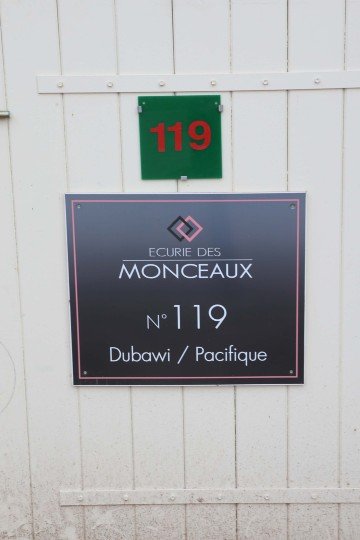 119
ECURIE DES
MONCEAUX
N° 119
Dubawi / Pacifique